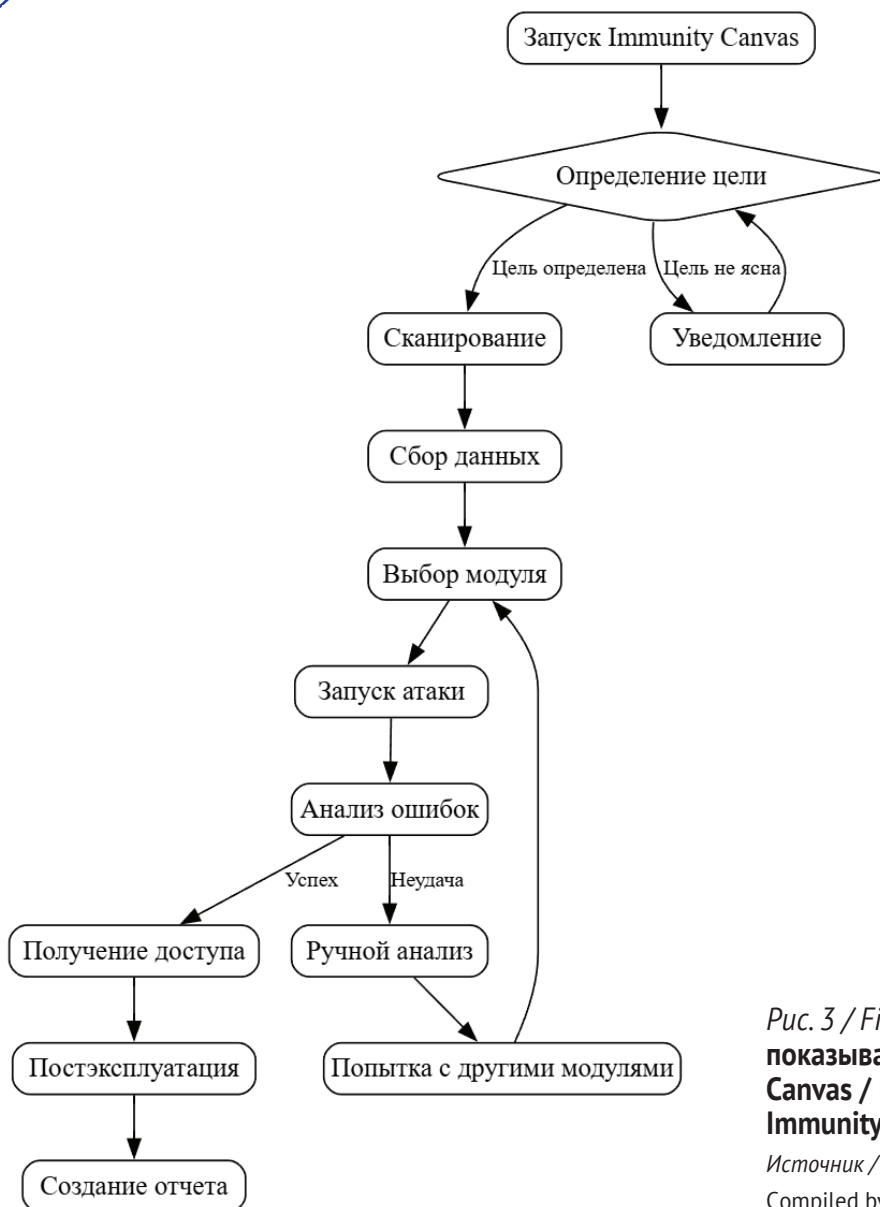 Запуск Immunity Canvas
Определение цели
Цель определена
Цель не ясна
Сканирование
Уведомление
Сбор данных
Выбор модуля
Запуск атаки
Анализ ошибок
Успех
Неудача
Получение доступа
Ручной анализ
Постэксплуатация
Попытка с другими модулями
Создание отчета
Рис. 3 /
Canvas /
Immunity
Источник /
Compiled by